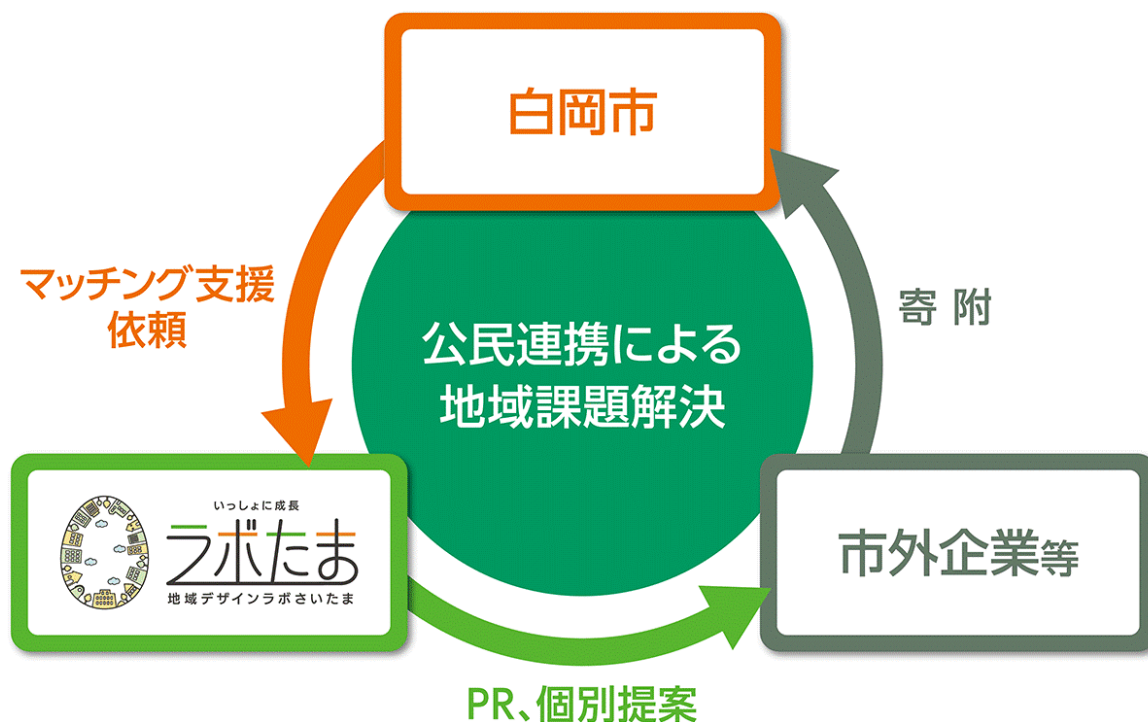 白岡市
マッチング支援
依頼
寄附
公民連携による
地域課題解決
いっしょに成長
ラボたま
地域デザインラボさいたま
市外企業等
PR、個別提案